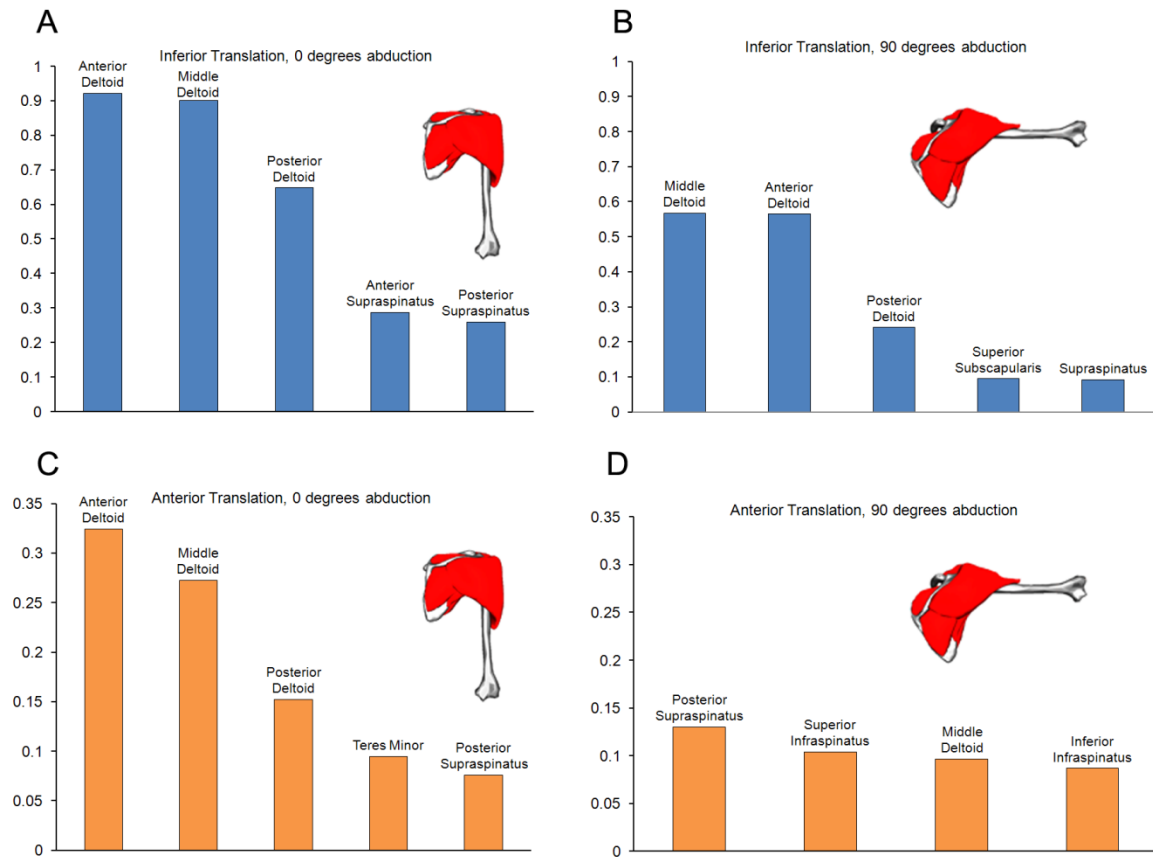 A
Inferior Translation, 0 degrees abduction
1
0.9
0.8
0.7
0.6
0.5
0.4
0.3
0.2
0.1
0
Anterior
Deltoid
Middle
Deltoid
Posterior
Deltoid
Anterior
Supraspinatus
Posterior
Supraspinatus
B
Inferior Translation, 90 degrees abduction
1
0.9
0.8
0.7
0.6
0.5
0.4
0.3
0.2
0.1
0
Middle
Deltoid
Anterior
Deltoid
Posterior
Deltoid
Superior
Subscapularis
Supraspinatus
C
Anterior Translation, 0 degrees abduction
0.35
0.3
0.25
0.2
0.15
0.1
0.05
0
Anterior
Deltoid
Middle
Deltoid
Posterior
Deltoid
Teres Minor
Posterior
Supraspinatus
D
Anterior Translation, 90 degrees abduction
0.35
0.3
0.25
0.2
0.15
0.1
0.05
0
Posterior
Supraspinatus
Superior
Infraspinatus
Middle
Deltoid
Inferior
Infraspinatus